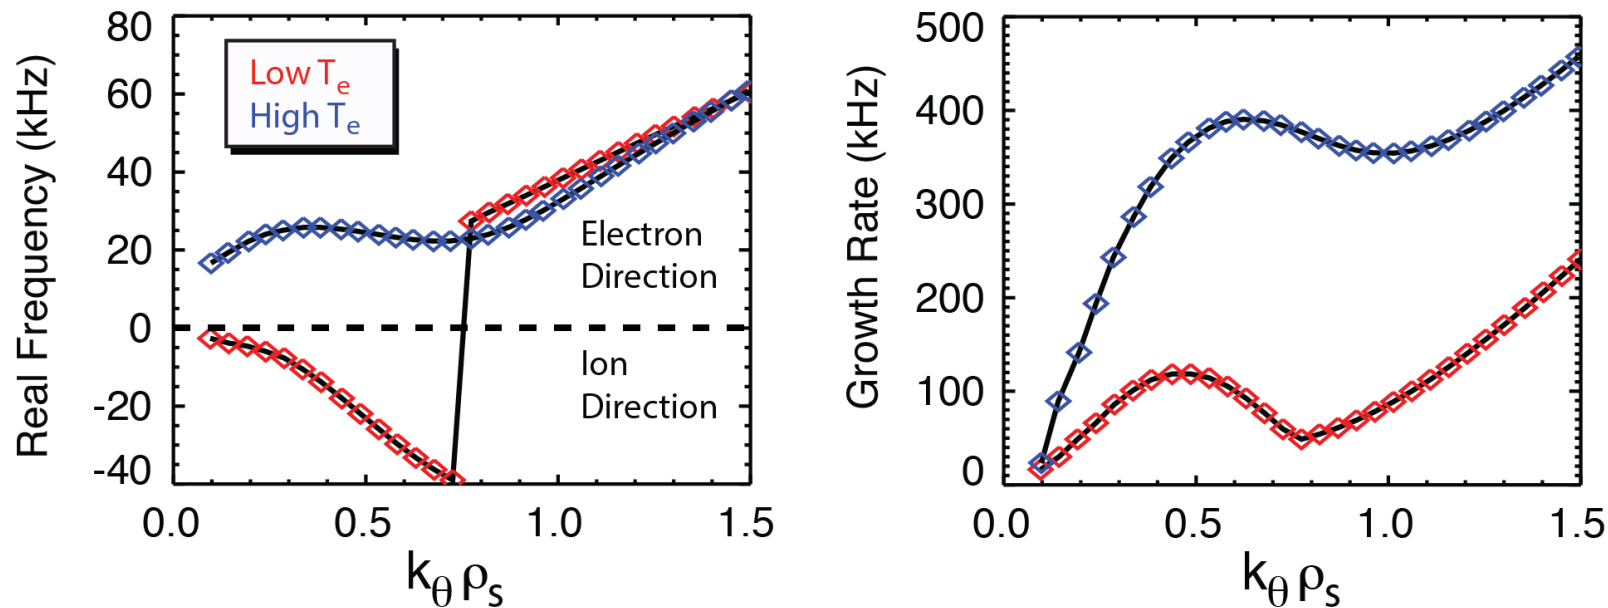 Real Frequency (kHz)
80
60
40
20
0
-20
-40
Low Te
High Te
Electron
Direction
Ion
Direction
0.0 0.5 1.0 1.5
kθ ρs
Growth Rate (kHz)
500
400
300
200
100
0
0.0 0.5 1.0 1.5
kθ ρs